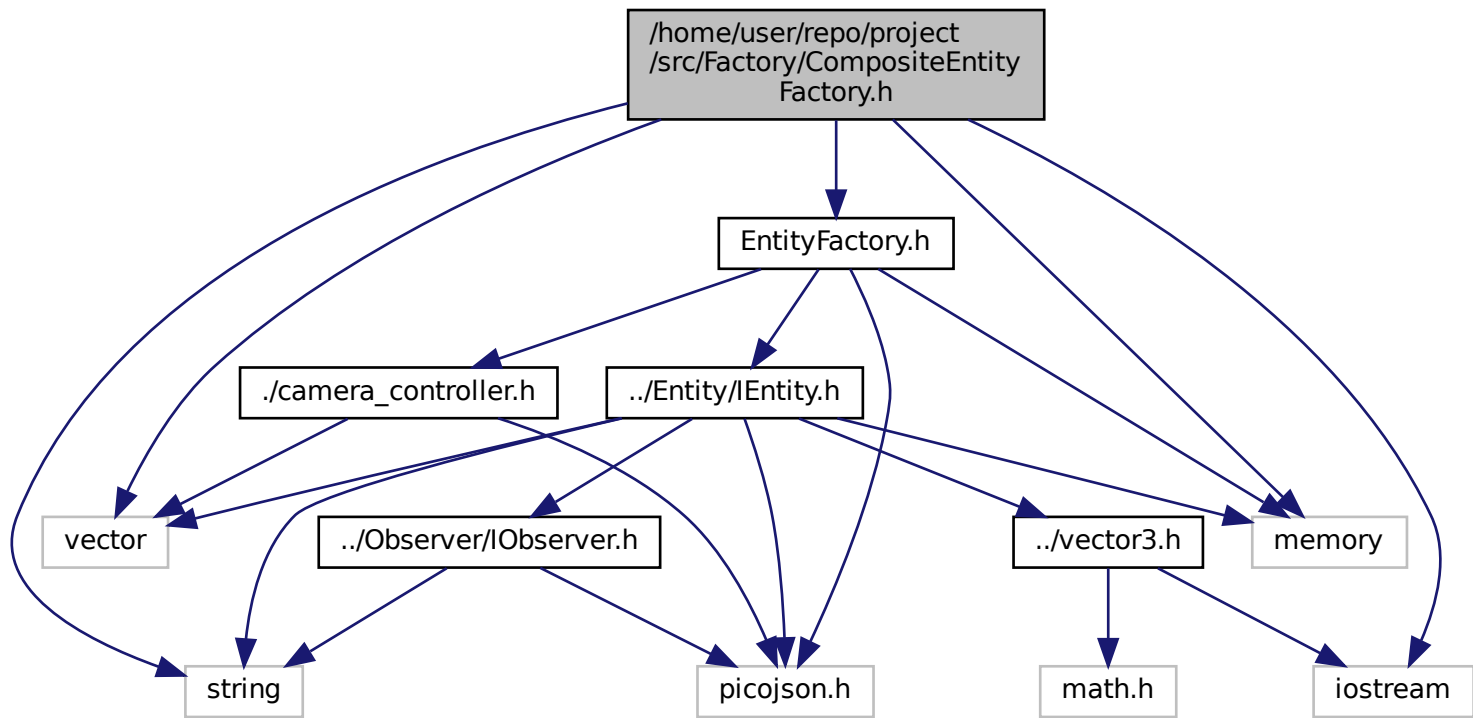 /home/user/repo/project
/src/Factory/CompositeEntity
Factory.h
EntityFactory.h
./camera_controller.h
../Entity/IEntity.h
vector
../Observer/IObserver.h
../vector3.h
memory
string
picojson.h
math.h
iostream